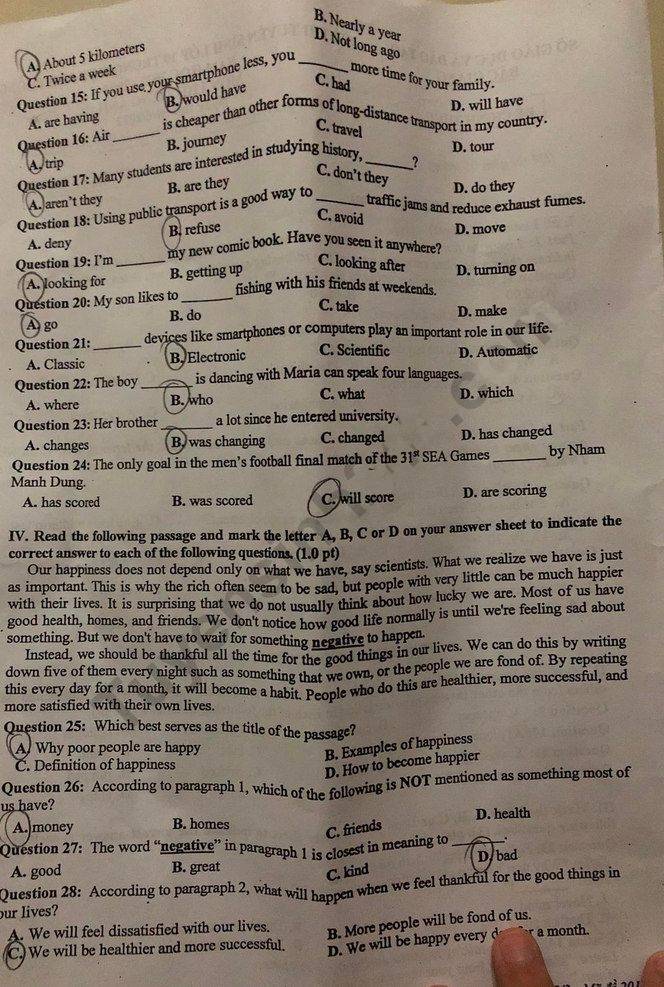 B. Nearly a year
A. About 5 kilometers
D. Not long ago
C. Twice a week
Question 15: If you use your smartphone less, you ______ more time for your family.
A. are having B. would have C. had D. will have
Question 16: Air ______ is cheaper than other forms of long-distance transport in my country.
A. trip B. journey C. travel D. tour
Question 17: Many students are interested in studying history, ______?
A. aren't they B. are they C. don't they D. do they
Question 18: Using public transport is a good way to ______ traffic jams and reduce exhaust fumes.
A. deny B. refuse C. avoid D. move
Question 19: I'm ______ my new comic book. Have you seen it anywhere?
A. looking for B. getting up C. looking after D. turning on
Question 20: My son likes to ______ fishing with his friends at weekends.
A. go B. do C. take D. make
Question 21: ______ devices like smartphones or computers play an important role in our life.
A. Classic B. Electronic C. Scientific D. Automatic
Question 22: The boy ______ is dancing with Maria can speak four languages.
A. where B. who C. what D. which
Question 23: Her brother ______ a lot since he entered university.
A. changes B. was changing C. changed D. has changed
Question 24: The only goal in the men's football final match of the 31st SEA Games ______ by Nham
Manh Dung.
A. has scored B. was scored C. will score D. are scoring
IV. Read the following passage and mark the letter A, B, C or D on your answer sheet to indicate the
correct answer to each of the following questions. (1.0 pt)
Our happiness does not depend only on what we have, say scientists. What we realize we have is just
as important. This is why the rich often seem to be sad, but people with very little can be much happier
with their lives. It is surprising that we do not usually think about how lucky we are. Most of us have
good health, homes, and friends. We don't notice how good life normally is until we're feeling sad about
something. But we don't have to wait for something negative to happen.
Instead, we should be thankful all the time for the good things in our lives. We can do this by writing
down five of them every night such as something that we own, or the people we are fond of. By repeating
this every day for a month, it will become a habit. People who do this are healthier, more successful, and
more satisfied with their own lives.
Question 25: Which best serves as the title of the passage?
A. Why poor people are happy B. Examples of happiness
C. Definition of happiness D. How to become happier
Question 26: According to paragraph 1, which of the following is NOT mentioned as something most of
us have?
A. money B. homes C. friends D. health
Question 27: The word "negative" in paragraph 1 is closest in meaning to ______.
A. good B. great C. kind D. bad
Question 28: According to paragraph 2, what will happen when we feel thankful for the good things in
our lives?
A. We will feel dissatisfied with our lives. B. More people will be fond of us.
C. We will be healthier and more successful. D. We will be happy every a month.